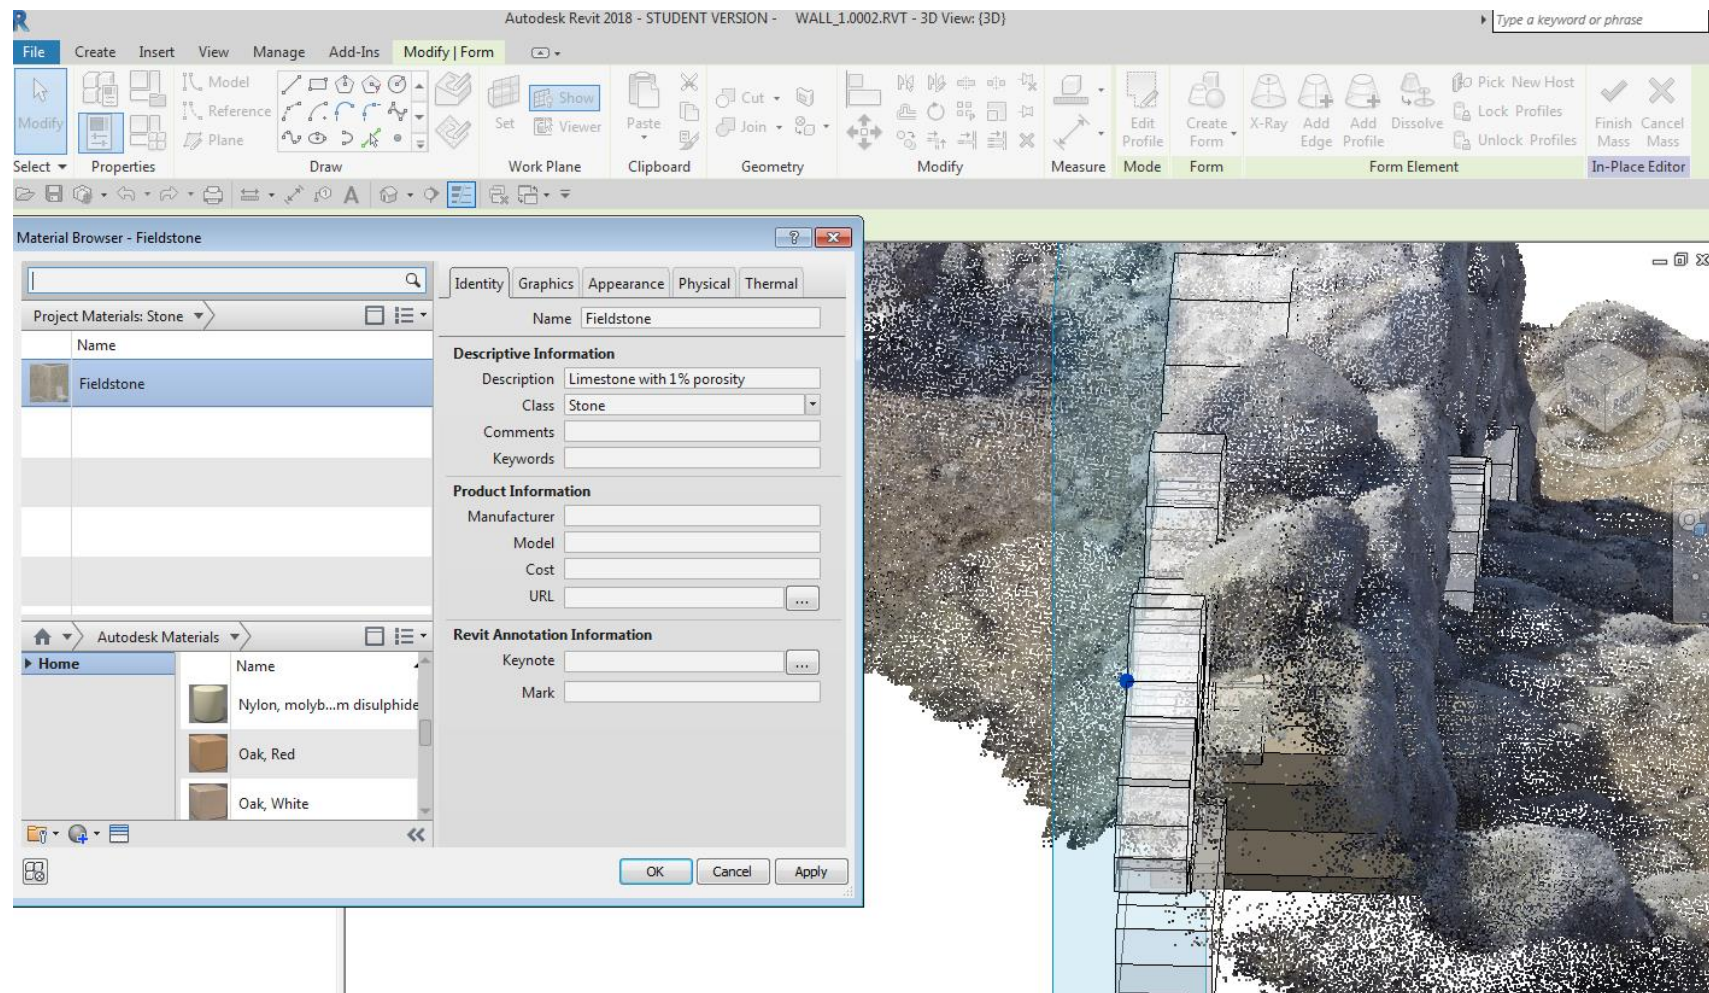 Autodesk Revit 2018 - STUDENT VERSION - WALL_1.0002.RVT - 3D View: {3D}
Type a keyword or phrase
File Create Insert View Manage Add-Ins Modify | Form
Model
Reference
Plane
Show
Viewer
Set
Paste
Cut
Join
Edit Profile
Create Form
X-Ray
Add Edge
Add Profile
Dissolve
Pick New Host
Lock Profiles
Unlock Profiles
Finish Mass
Cancel Mass
Modify
Select Properties Draw Work Plane Clipboard Geometry Modify Measure Mode Form Form Element In-Place Editor
A
Material Browser - Fieldstone
Project Materials: Stone
Name
Fieldstone
Autodesk Materials
Home
Name
Nylon, molyb...m disulphide
Oak, Red
Oak, White
Identity Graphics Appearance Physical Thermal
Name Fieldstone
Descriptive Information
Description Limestone with 1% porosity
Class Stone
Comments
Keywords
Product Information
Manufacturer
Model
Cost
URL ...
Revit Annotation Information
Keynote ...
Mark
OK Cancel Apply